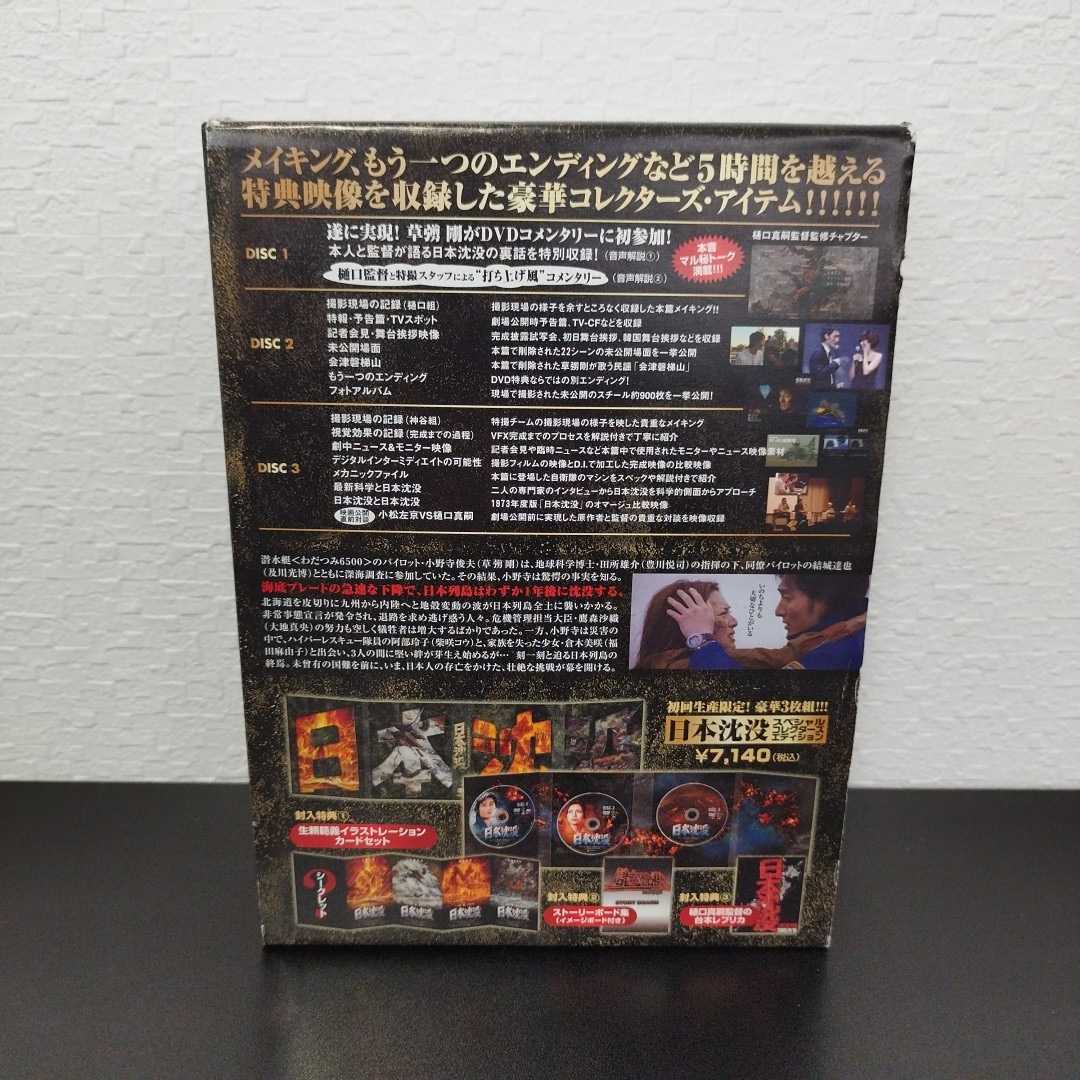 メイキング、もう一つのエンディングなど5時間を越える
特典映像を収録した豪華コレクターズ・アイテム!!!!!!
DISC 1
遂に実現! 草彅 剛がDVDコメンタリーに初参加!
本人と監督が語る日本沈没の裏話を特別収録! (音声解説①)
樋口監督と特撮スタッフによる“打ち上げ風”コメンタリー (音声解説②)
本音
マル秘トーク
満載!!!
樋口真嗣監督監修チャプター
DISC 2
撮影現場の記録(樋口組) 撮影現場の様子を余すところなく収録した本篇メイキング!!
特報・予告篇・TVスポット 劇場公開時予告篇、TV-CFなどを収録
記者会見・舞台挨拶映像 完成披露試写会、初日舞台挨拶、韓国舞台挨拶などを収録
未公開場面 本篇で削除された22シーンの未公開場面を一挙公開
会津磐梯山 本篇で削除された草彅剛が歌う民謡「会津磐梯山」
もう一つのエンディング DVD特典ならではの別エンディング!
フォトアルバム 現場で撮影された未公開のスチール約900枚を一挙公開!
DISC 3
撮影現場の記録(神谷組) 特撮チームの撮影現場の様子を映した貴重なメイキング
視覚効果の記録(完成までの過程) VFX完成までのプロセスを解説付きで丁寧に紹介
劇中ニュース&モニター映像 記者会見や臨時ニュースなど本篇中で使用されたモニターやニュース映像素材
デジタルインターミディエイトの可能性 撮影フィルムの映像とD.I.で加工した完成映像の比較映像
メカニックファイル 本篇に登場した自衛隊のマシンをスペックや解説付きで紹介
最新科学と日本沈没 二人の専門家のインタビューから日本沈没を科学的側面からアプローチ
日本沈没と日本沈没 1973年度版「日本沈没」のオマージュ比較映像
映画公開
直前対談
小松左京VS樋口真嗣 劇場公開前に実現した原作者と監督の貴重な対談を映像収録
潜水艇<わだつみ6500>のパイロット・小野寺俊夫(草彅剛)は、地球科学博士・田所雄介(豊川悦司)の指揮の下、同僚パイロットの結城達也
(及川光博)とともに深海調査に参加していた。その結果、小野寺は驚愕の事実を知る。
海底プレートの急速な下降で、日本列島はわずか1年後に沈没する。
北海道を皮切りに九州から内陸へと地殻変動の波が日本列島全土に襲いかかる。
非常事態宣言が発令され、退路を求め逃げ惑う人々。危機管理担当大臣・鷹森沙織
(大地真央)の努力も空しく犠牲者は増大するばかりであった。一方、小野寺は災害の
中で、ハイパーレスキュー隊員の阿部玲子(柴咲コウ)と、家族を失った少女・倉木美咲(福
田麻由子)と出会い、3人の間に堅い絆が芽生え始めるが… 刻一刻と迫る日本列島の
終焉。未曾有の国難を前に、いま、日本人の存亡をかけた、壮絶な挑戦が幕を開ける。
いのちよりも
大切なひとがいる
初回生産限定! 豪華3枚組!!!
日本沈没
スペシャル
コレクターズ
エディション
¥7,140(税込)
日本沈没
日本沈没
日本沈没
日本沈没
封入特典①
生頼範義イラストレーション
カードセット
シークレット
?
日本沈没
日本沈没
日本沈没
日本沈没
封入特典②
ストーリーボード集
(イメージボード付き)
封入特典③
樋口真嗣監督の
台本レプリカ
日本沈没